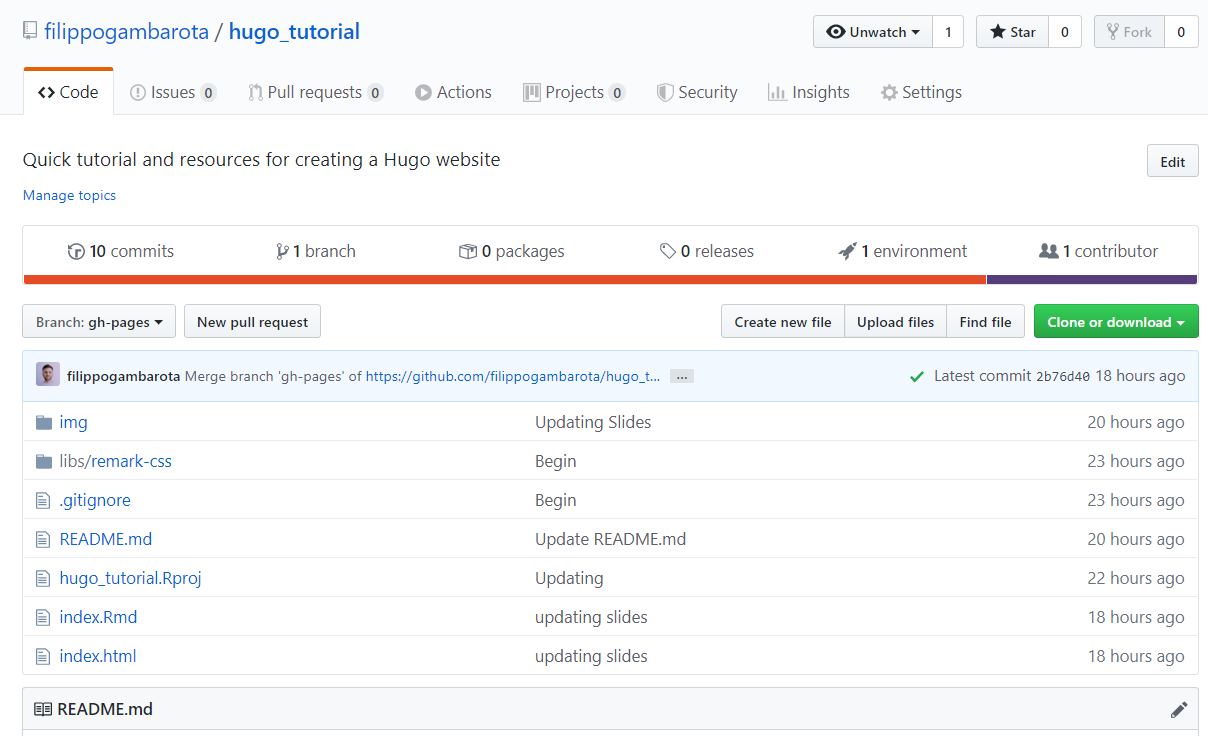 filippogambarota / hugo_tutorial Unwatch 1 Star 0 Fork 0
Code Issues 0 Pull requests 0 Actions Projects 0 Security Insights Settings
Quick tutorial and resources for creating a Hugo website Edit
Manage topics
10 commits 1 branch 0 packages 0 releases 1 environment 1 contributor
Branch: gh-pages New pull request Create new file Upload files Find file Clone or download
filippogambarota Merge branch 'gh-pages' of https://github.com/filippogambarota/hugo_t... ... Latest commit 2b76d40 18 hours ago
img Updating Slides 20 hours ago
libs/remark-css Begin 23 hours ago
.gitignore Begin 23 hours ago
README.md Update README.md 20 hours ago
hugo_tutorial.Rproj Updating 22 hours ago
index.Rmd updating slides 18 hours ago
index.html updating slides 18 hours ago
README.md